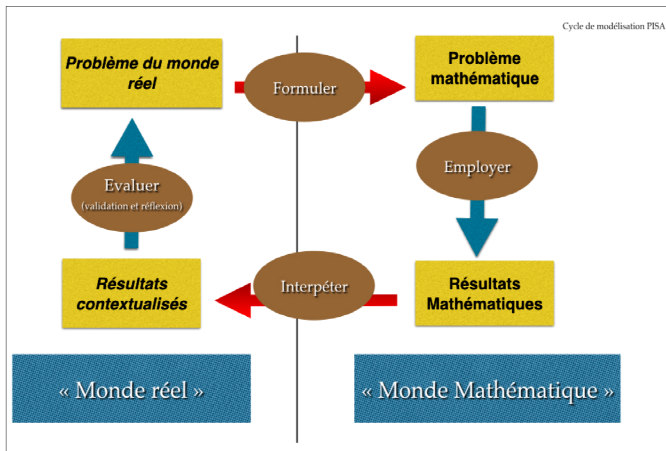 Cycle de modélisation PISA
Problème du monde
réel
Formuler
Problème
mathématique
Evaluer
(validation et réflexion)
Employer
Résultats
contextualisés
Interpéter
Résultats
Mathématiques
« Monde réel »
« Monde Mathématique »